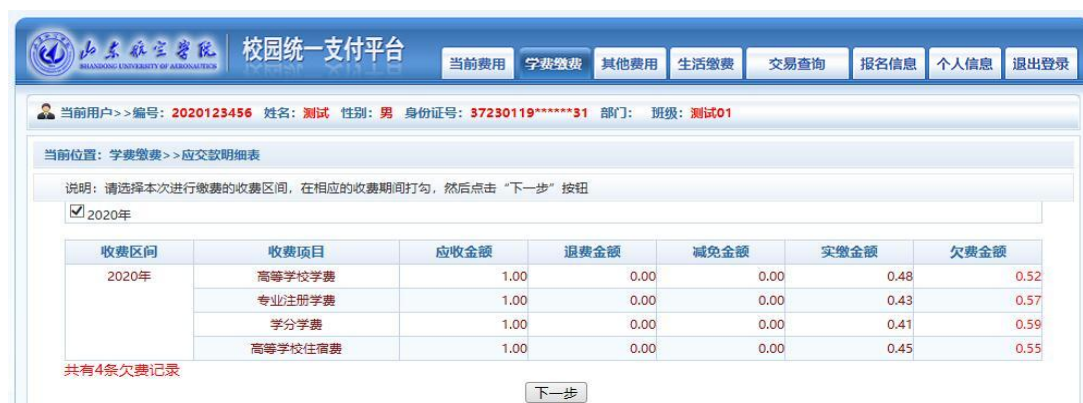 山东航空学院 校园统一支付平台
SHANDONG UNIVERSITY OF AERONAUTICS
当前费用 学费缴费 其他费用 生活缴费 交易查询 报名信息 个人信息 退出登录
当前用户>>编号：2020123456 姓名：测试 性别：男 身份证号：37230119******31 部门： 班级：测试01
当前位置：学费缴费>>应交款明细表
说明：请选择本次进行缴费的收费区间，在相应的收费期间打勾，然后点击“下一步”按钮
2020年
收费区间 收费项目 应收金额 退费金额 减免金额 实缴金额 欠费金额
2020年 高等学校学费 1.00 0.00 0.00 0.48 0.52
专业注册学费 1.00 0.00 0.00 0.43 0.57
学分学费 1.00 0.00 0.00 0.41 0.59
高等学校住宿费 1.00 0.00 0.00 0.45 0.55
共有4条欠费记录
下一步